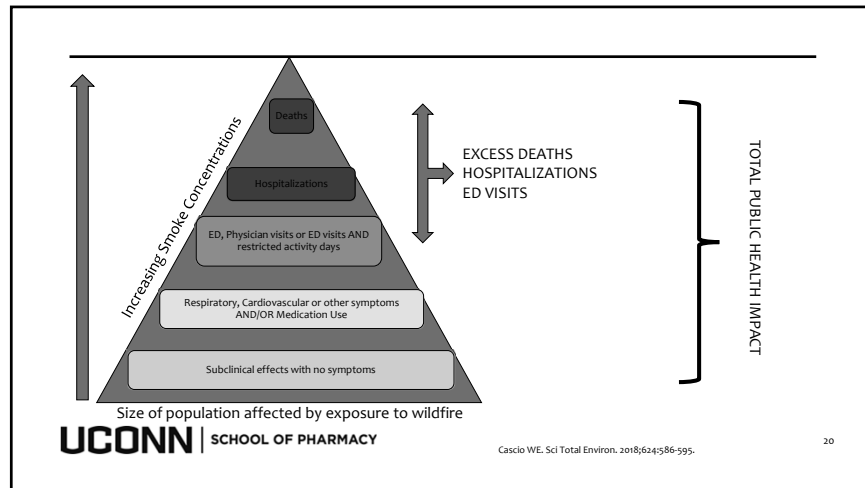 Increasing Smoke Concentrations
Deaths
Hospitalizations
ED, Physician visits or ED visits AND
restricted activity days
Respiratory, Cardiovascular or other symptoms
AND/OR Medication Use
Subclinical effects with no symptoms
Size of population affected by exposure to wildfire
EXCESS DEATHS
HOSPITALIZATIONS
ED VISITS
TOTAL PUBLIC HEALTH IMPACT
UCONN | SCHOOL OF PHARMACY
Cascio WE. Sci Total Environ. 2018;624:586-595.
20